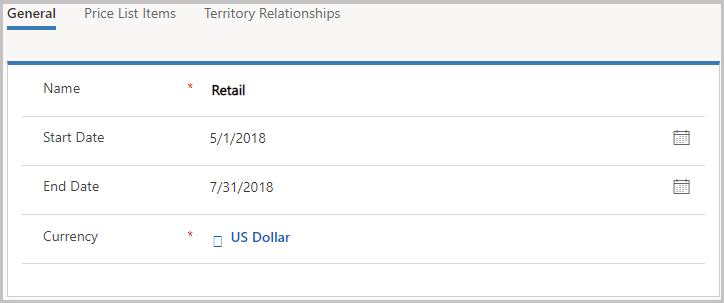 General Price List Items Territory Relationships
Name * Retail
Start Date 5/1/2018
End Date 7/31/2018
Currency * US Dollar